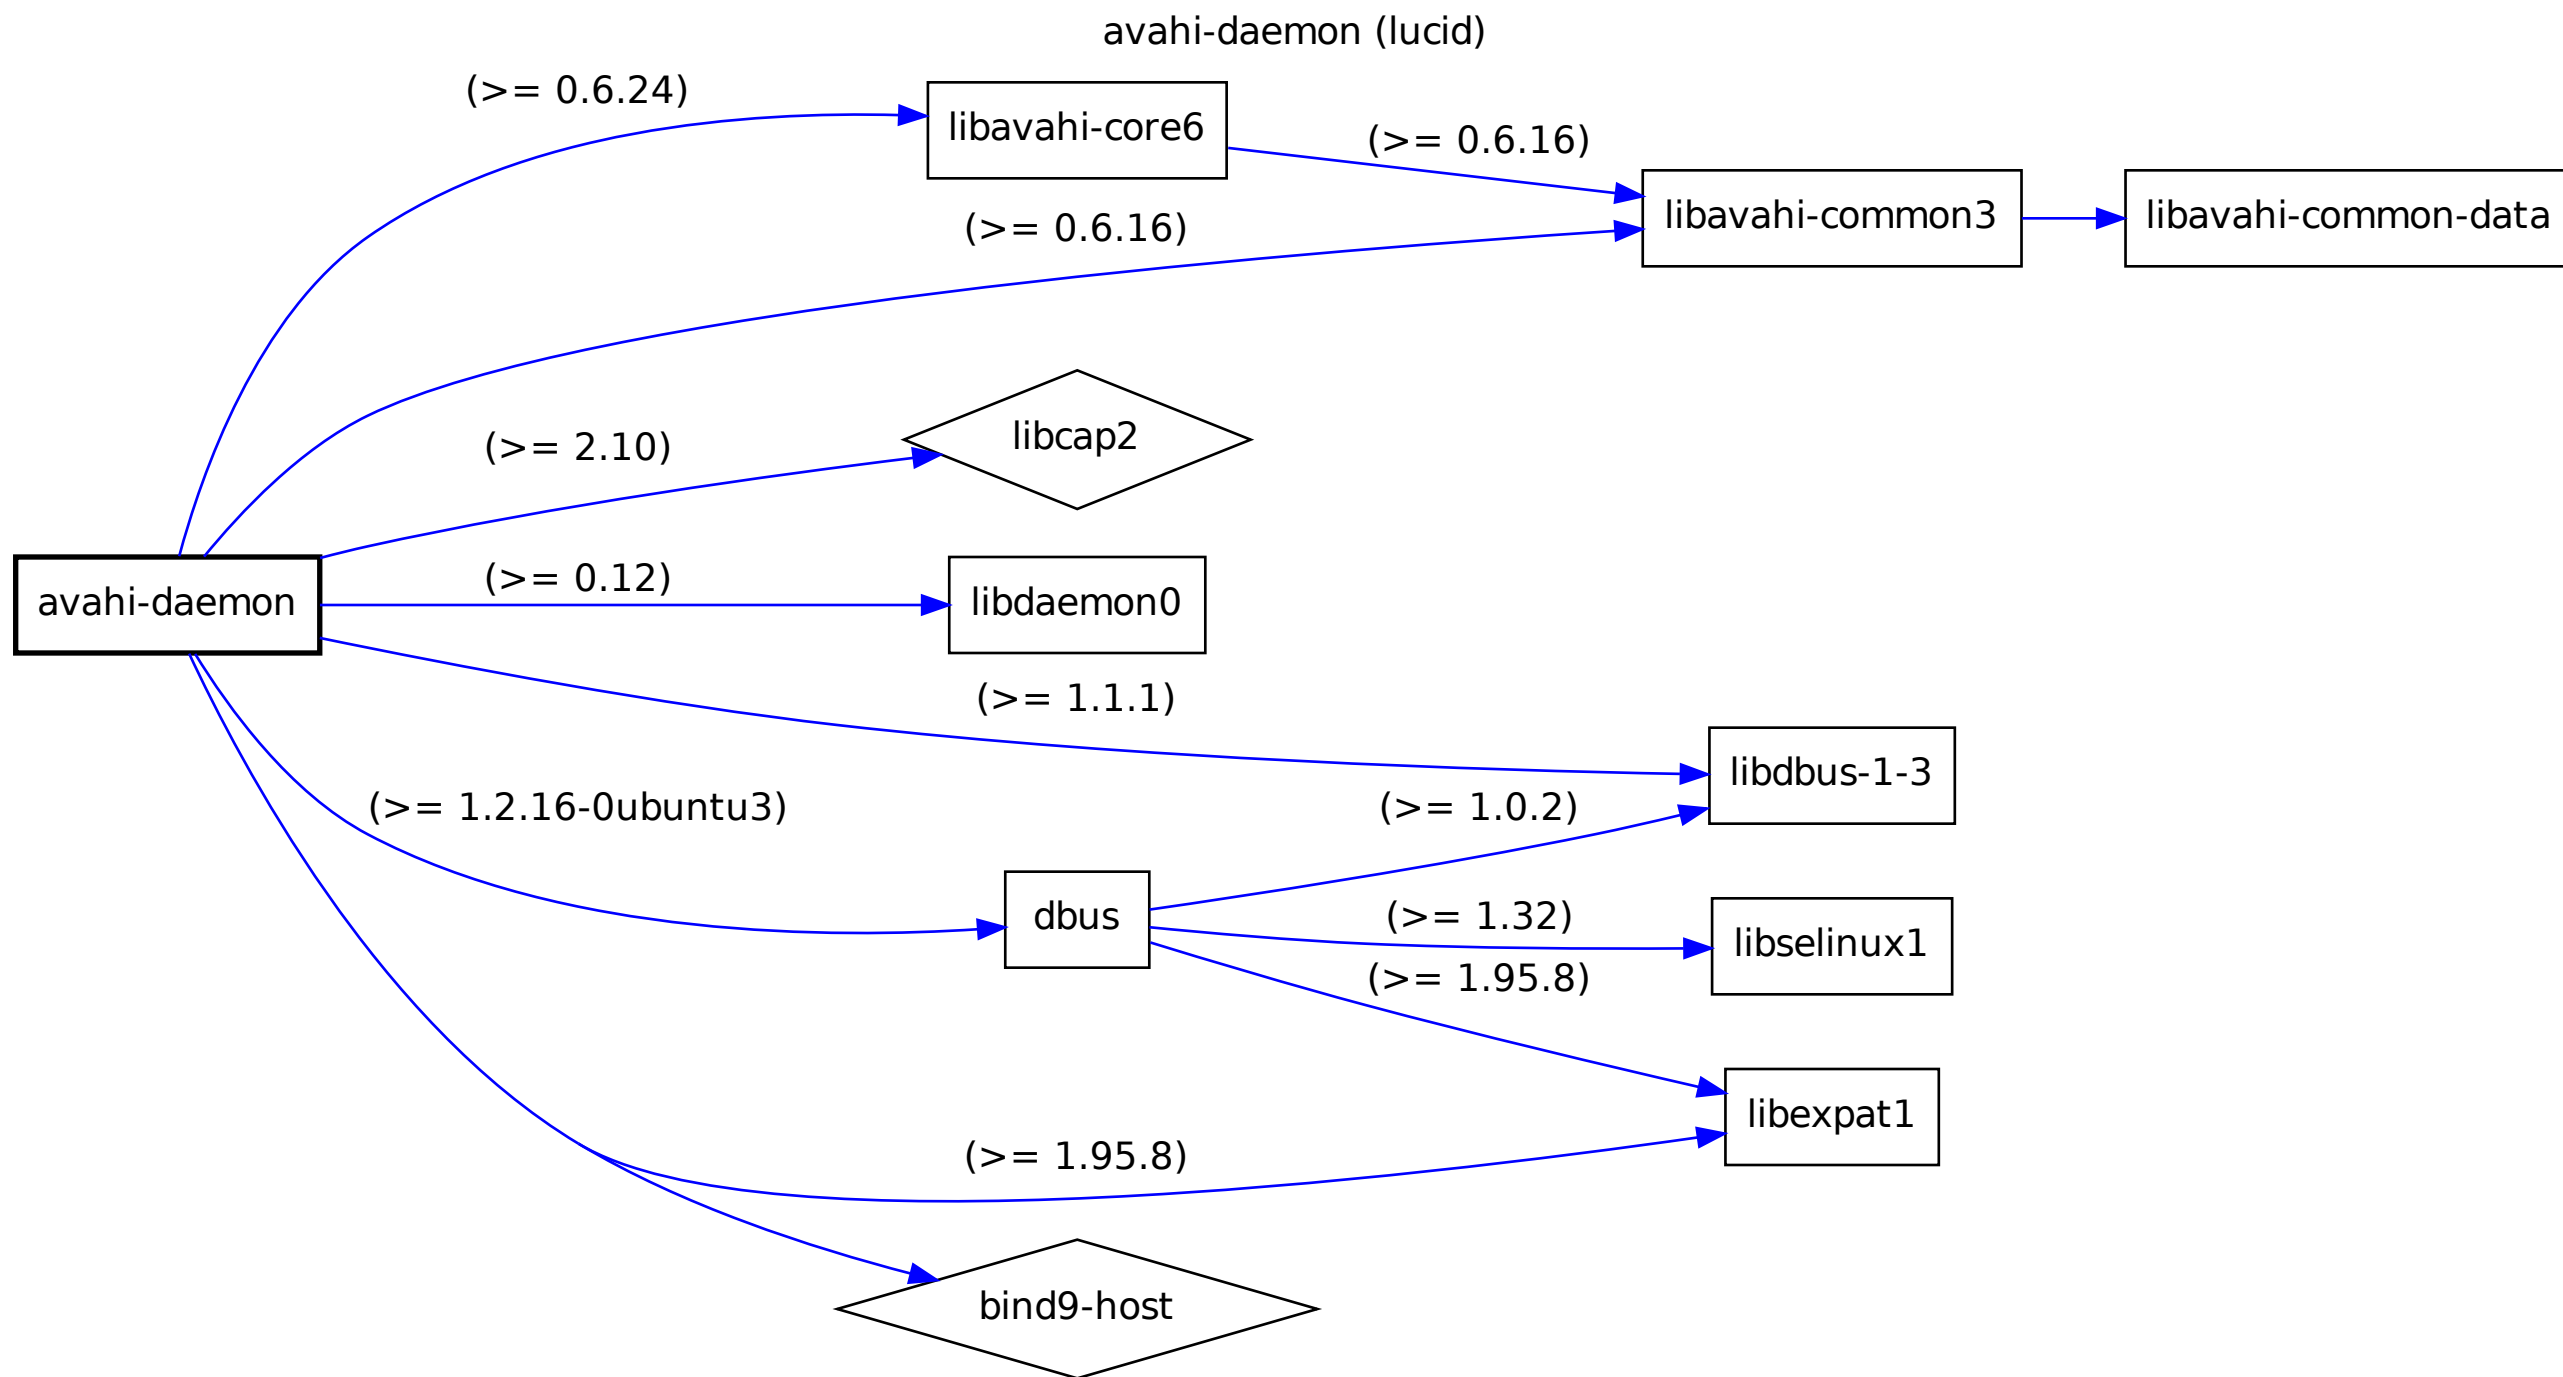 avahi-daemon (lucid)
(>= 0.6.24)
libavahi-core6
(>= 0.6.16)
libavahi-common3
libavahi-common-data
(>= 0.6.16)
libcap2
(>= 2.10)
avahi-daemon
(>= 0.12)
libdaemon0
(>= 1.1.1)
libdbus-1-3
(>= 1.2.16-0ubuntu3)
(>= 1.0.2)
dbus
(>= 1.32)
libselinux1
(>= 1.95.8)
libexpat1
(>= 1.95.8)
bind9-host